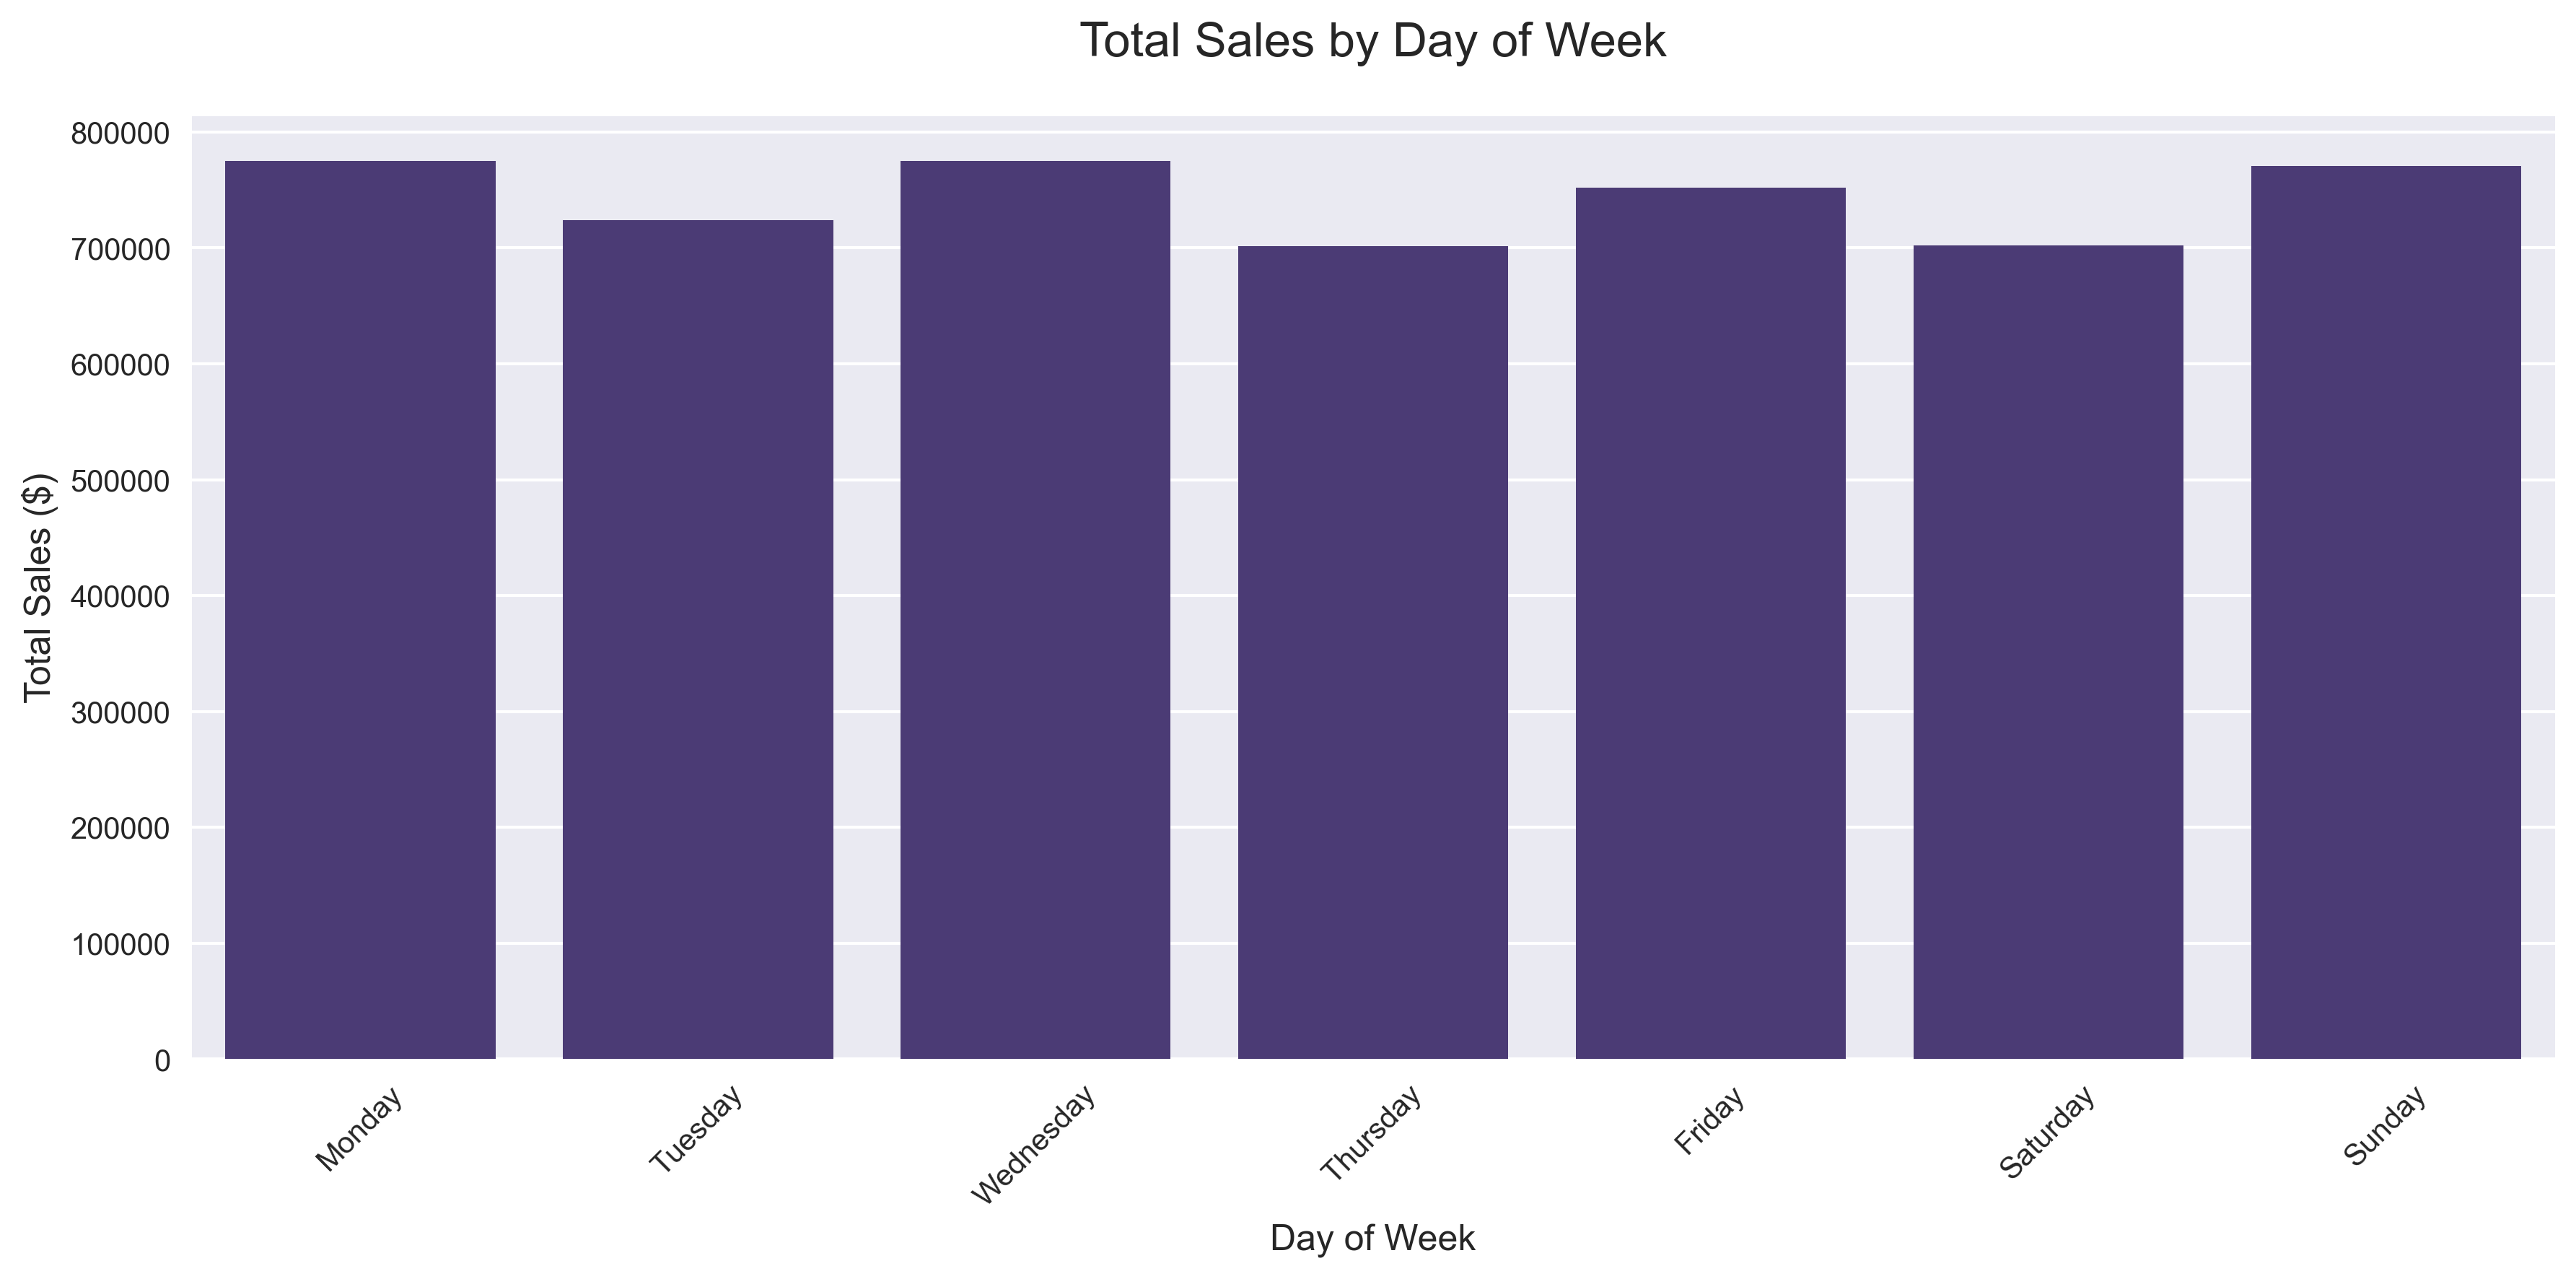 Total Sales by Day of Week
Total Sales ($)
800000
700000
600000
500000
400000
300000
200000
100000
0
Monday
Tuesday
Wednesday
Thursday
Friday
Saturday
Sunday
Day of Week